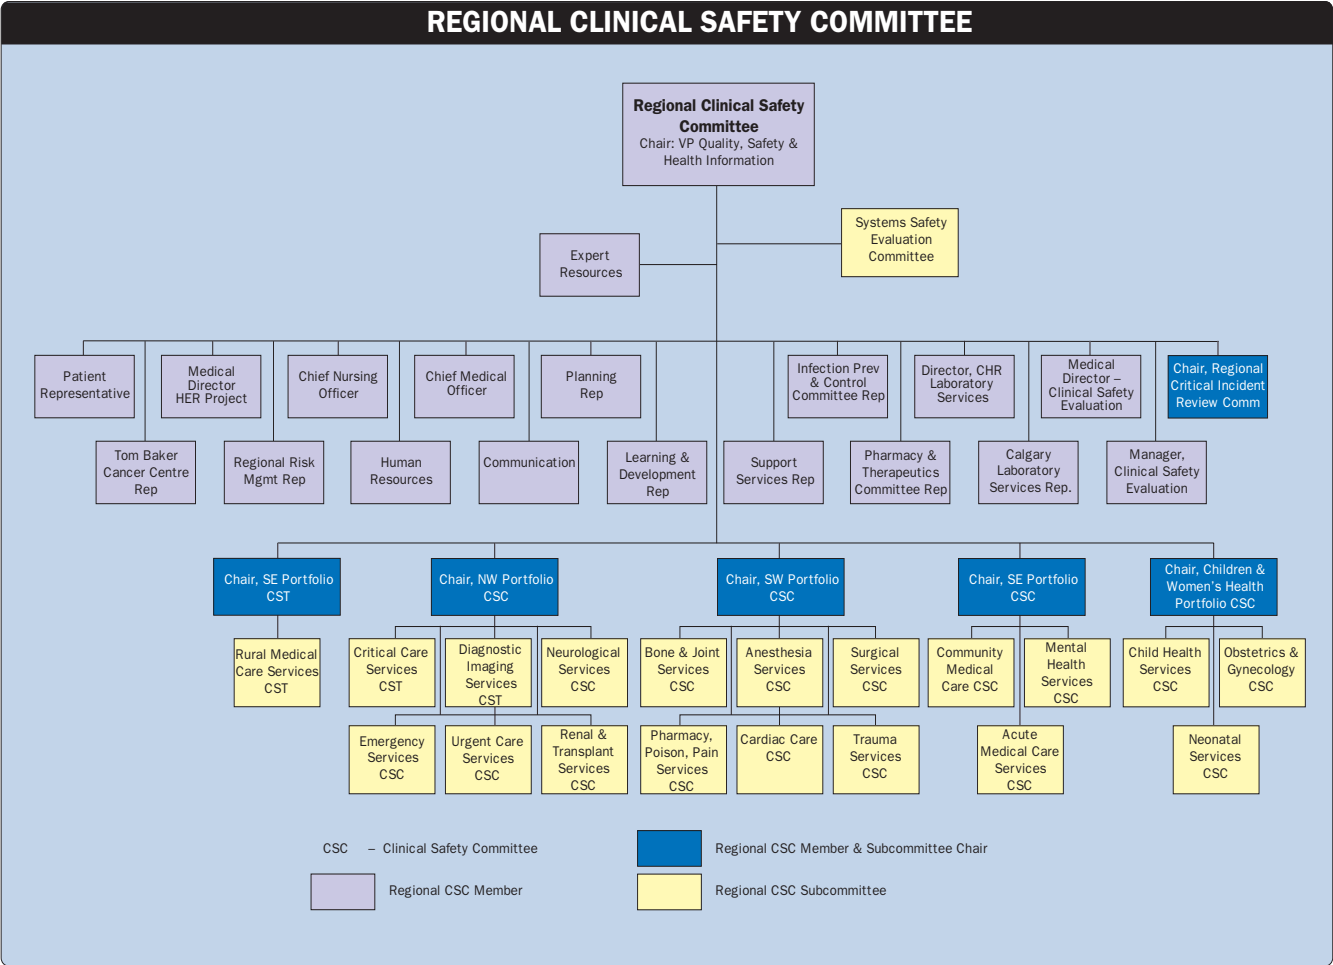 REGIONAL CLINICAL SAFETY COMMITTEE
Regional Clinical Safety
Committee
Chair: VP Quality, Safety &
Health Information
Systems Safety
Evaluation
Committee
Expert
Resources
Patient
Representative
Medical
Director
HER Project
Chief Nursing
Officer
Chief Medical
Officer
Planning
Rep
Infection Prev
& Control
Committee Rep
Director, CHR
Laboratory
Services
Medical
Director –
Clinical Safety
Evaluation
Chair, Regional
Critical Incident
Review Comm
Tom Baker
Cancer Centre
Rep
Regional Risk
Mgmt Rep
Human
Resources
Communication
Learning &
Development
Rep
Support
Services Rep
Pharmacy &
Therapeutics
Committee Rep
Calgary
Laboratory
Services Rep.
Manager,
Clinical Safety
Evaluation
Chair, SE Portfolio
CST
Chair, NW Portfolio
CSC
Chair, SW Portfolio
CSC
Chair, SE Portfolio
CSC
Chair, Children &
Women's Health
Portfolio CSC
Rural Medical
Care Services
CST
Critical Care
Services
CST
Diagnostic
Imaging
Services
CST
Neurological
Services
CSC
Bone & Joint
Services
CSC
Anesthesia
Services
CSC
Surgical
Services
CSC
Community
Medical
Care CSC
Mental
Health
Services
CSC
Child Health
Services
CSC
Obstetrics &
Gynecology
CSC
Emergency
Services
CSC
Urgent Care
Services
CSC
Renal &
Transplant
Services
CSC
Pharmacy,
Poison, Pain
Services
CSC
Cardiac Care
CSC
Trauma
Services
CSC
Acute
Medical Care
Services
CSC
Neonatal
Services
CSC
CSC – Clinical Safety Committee
Regional CSC Member & Subcommittee Chair
Regional CSC Member
Regional CSC Subcommittee